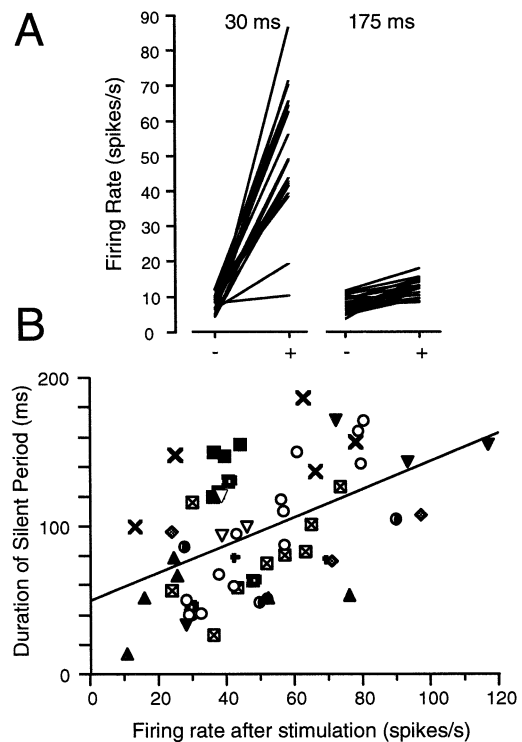 A
30 ms 175 ms
Firing Rate (spikes/s)
90
80
70
60
50
40
30
20
10
0
- + - +
B
Duration of Silent Period (ms)
200
100
0
0 20 40 60 80 100 120
Firing rate after stimulation (spikes/s)